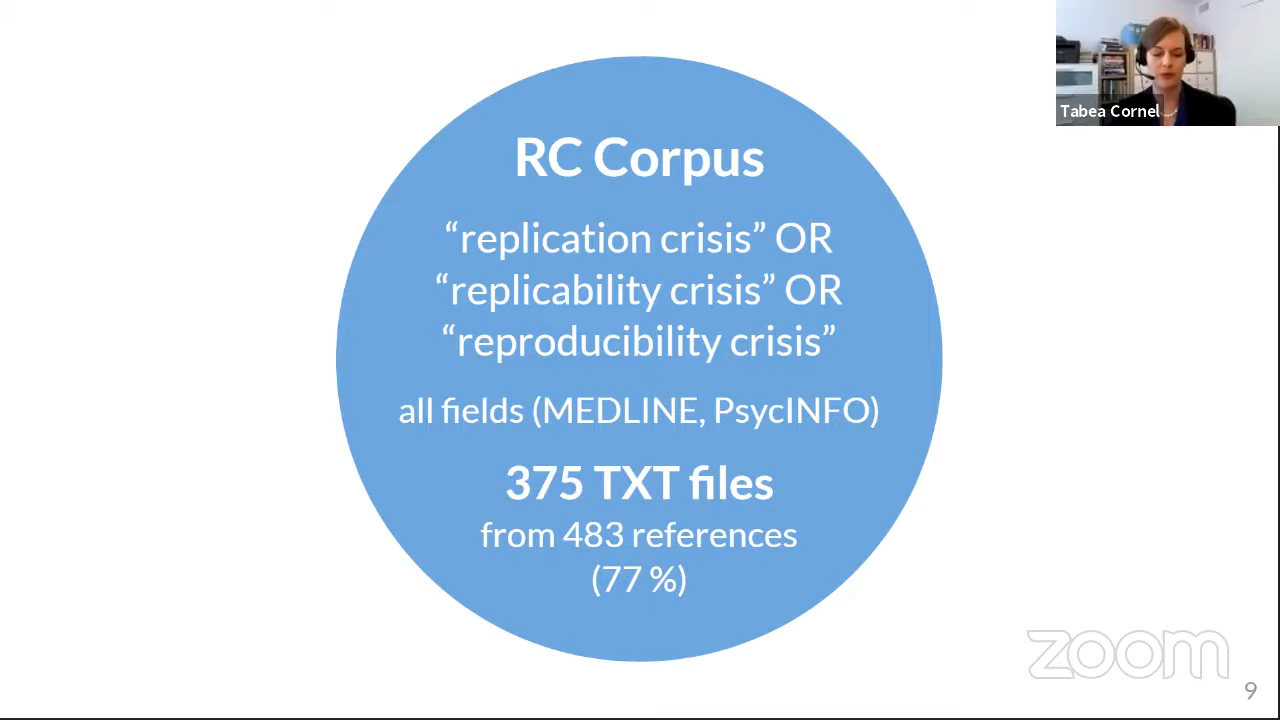 RC Corpus
“replication crisis” OR
“replicability crisis” OR
“reproducibility crisis”
all fields (MEDLINE, PsycINFO)
375 TXT files
from 483 references
(77 %)
Tabea Cornel
zoom
9